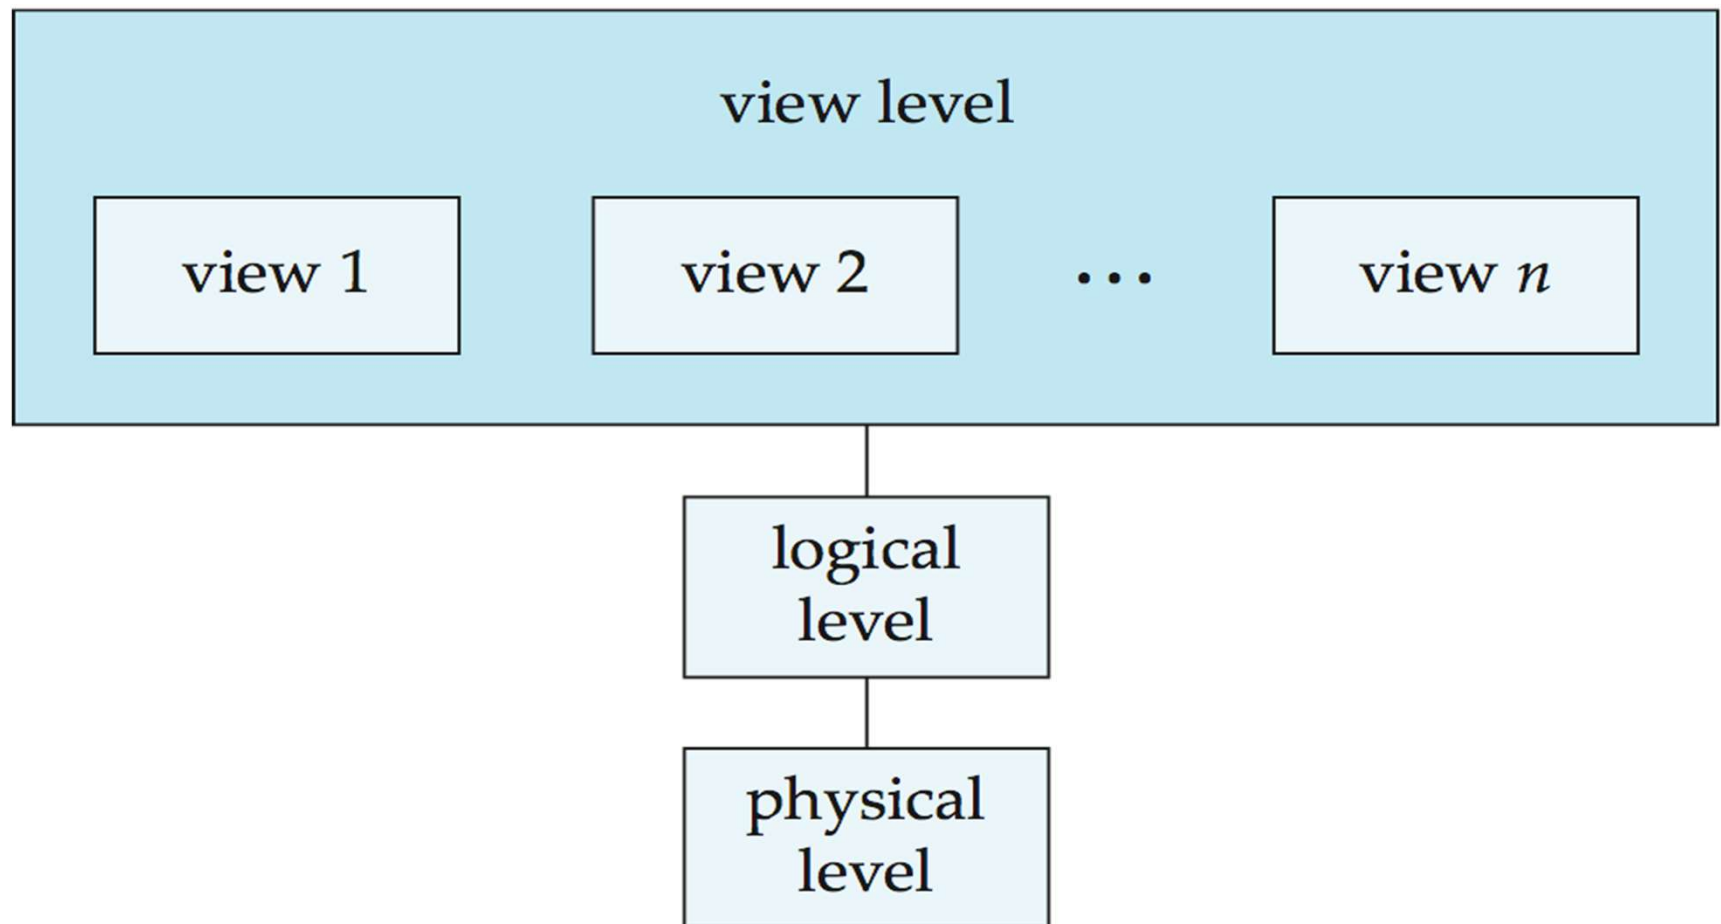 view level
view 1
view 2
...
view n
logical
level
physical
level